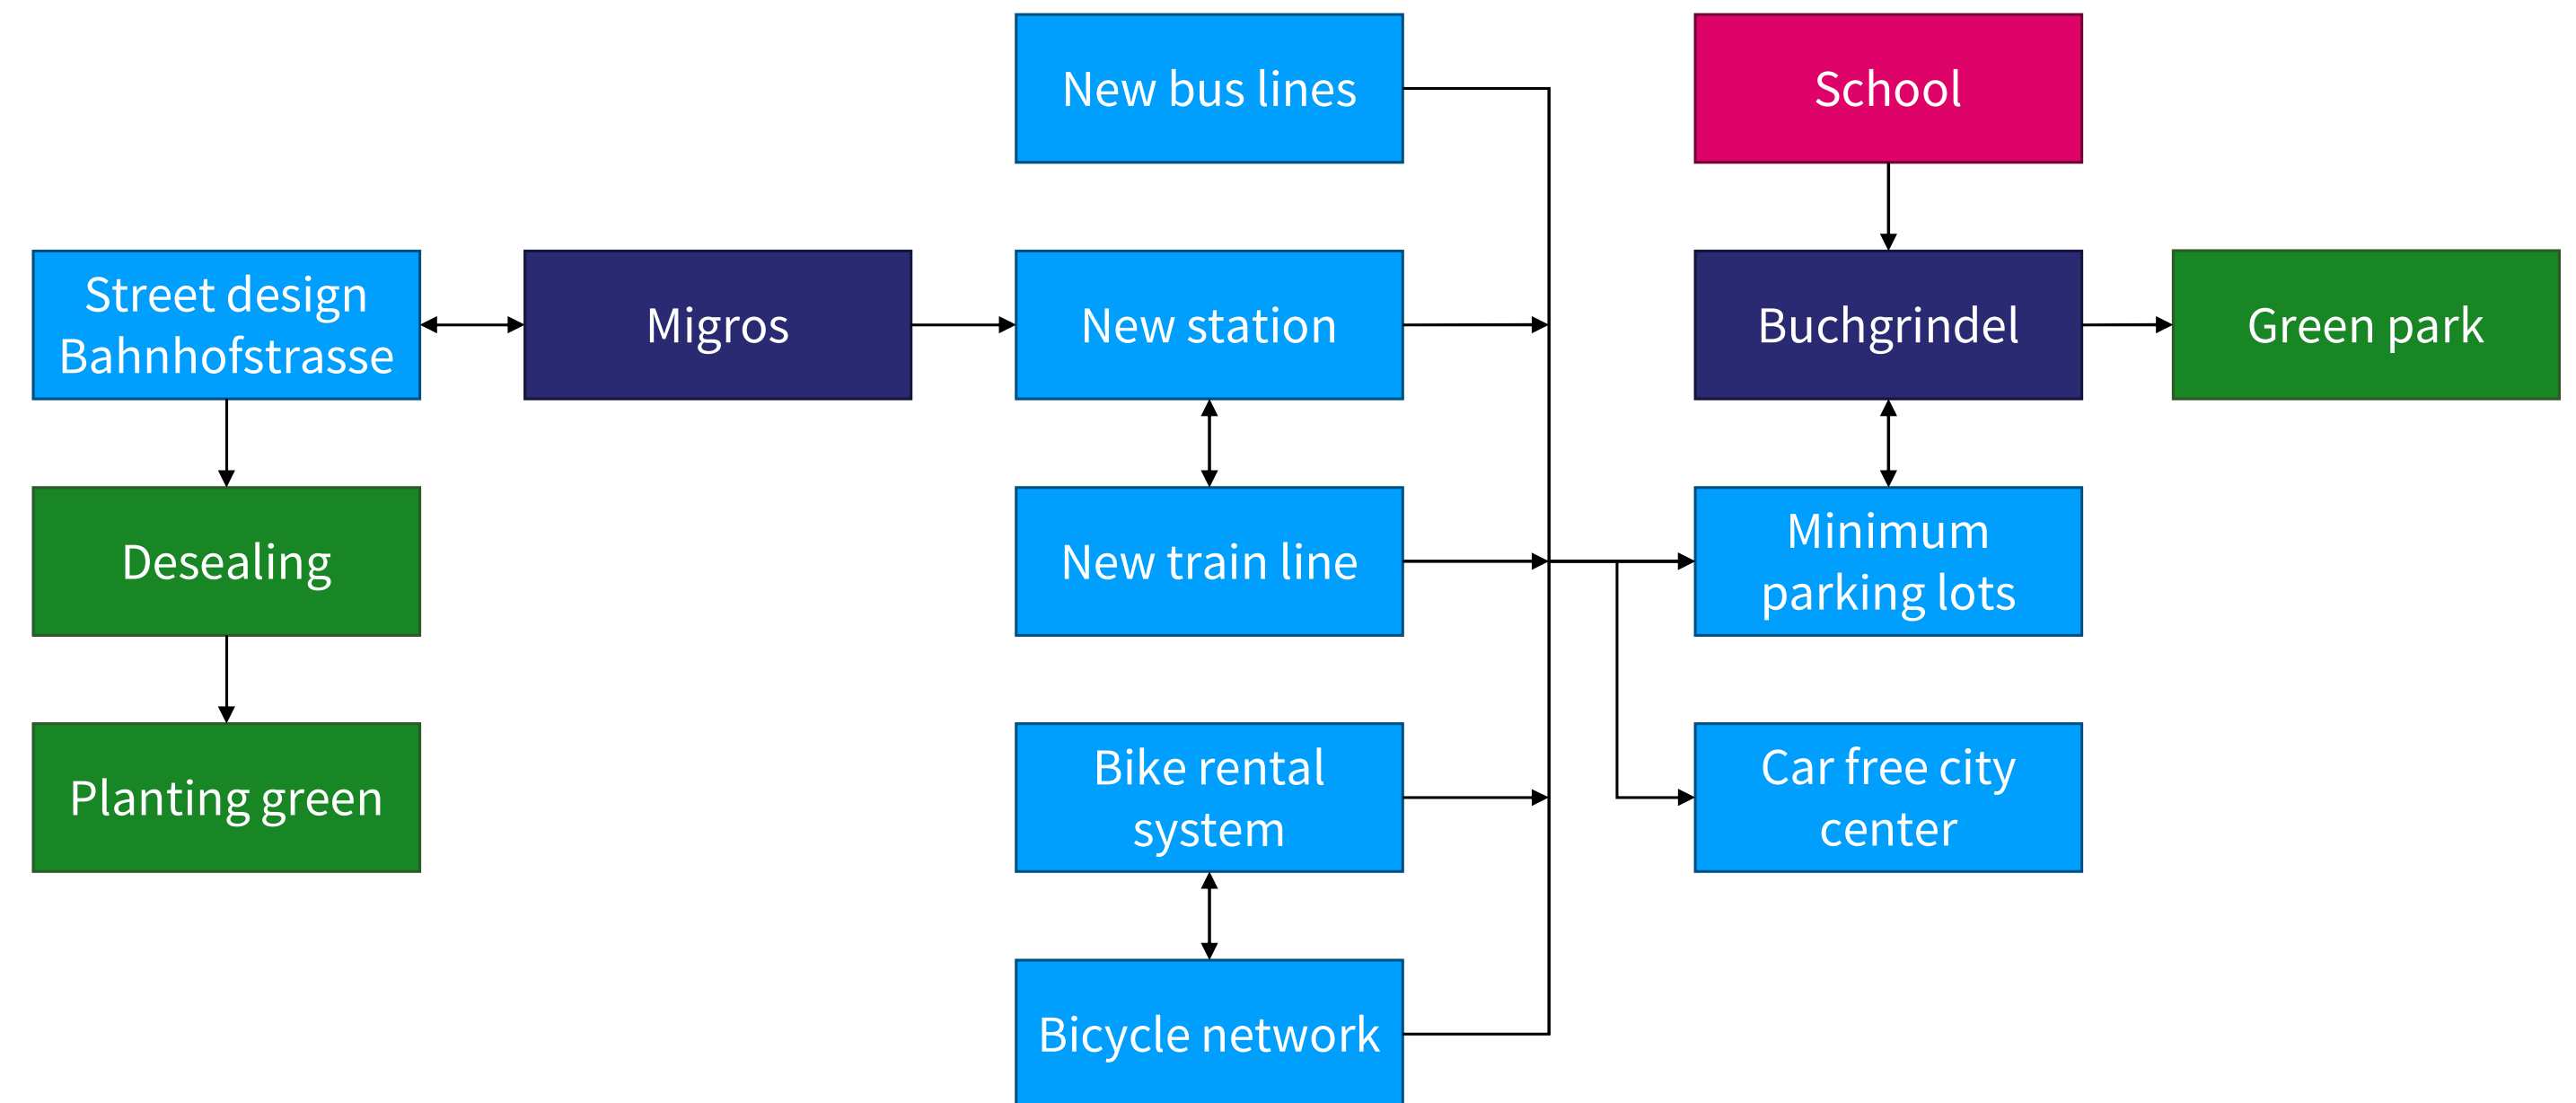 New bus lines
School
Street design
Bahnhofstrasse
Migros
New station
Buchgrindel
Green park
Desealing
New train line
Minimum
parking lots
Planting green
Bike rental
system
Car free city
center
Bicycle network